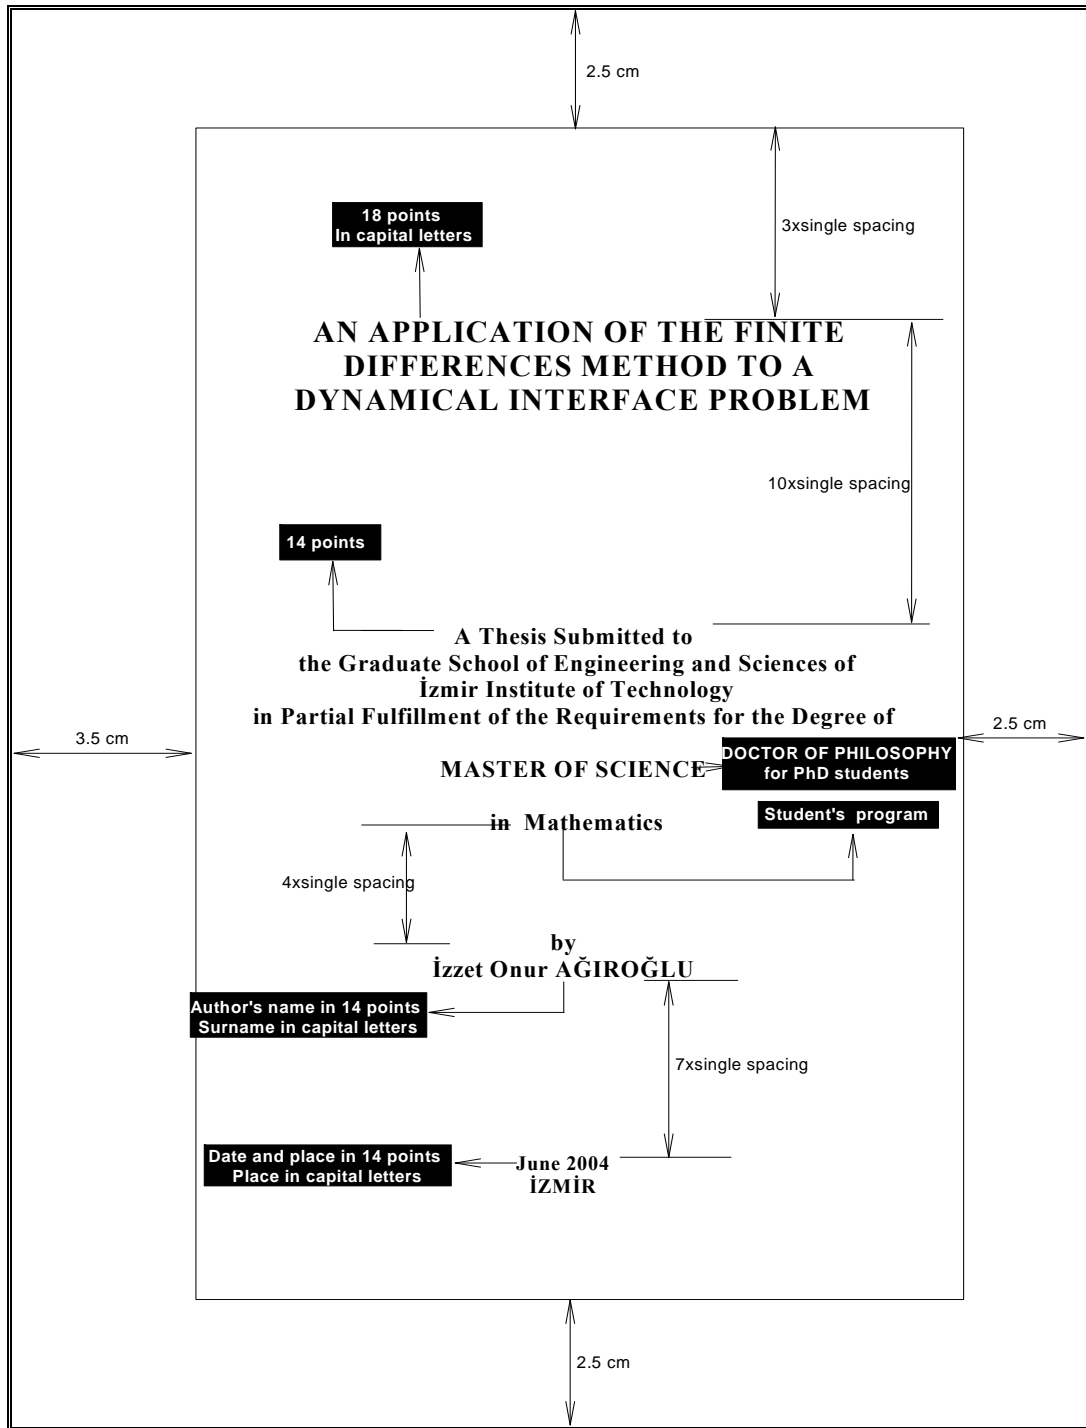 2.5 cm
18 points
In capital letters
3xsingle spacing
AN APPLICATION OF THE FINITE
DIFFERENCES METHOD TO A
DYNAMICAL INTERFACE PROBLEM
10xsingle spacing
14 points
A Thesis Submitted to
the Graduate School of Engineering and Sciences of
İzmir Institute of Technology
in Partial Fulfillment of the Requirements for the Degree of
3.5 cm
2.5 cm
MASTER OF SCIENCE
DOCTOR OF PHILOSOPHY
for PhD students
Student's program
in Mathematics
4xsingle spacing
by
İzzet Onur AĞIROĞLU
Author's name in 14 points
Surname in capital letters
7xsingle spacing
Date and place in 14 points
Place in capital letters
June 2004
İZMİR
2.5 cm